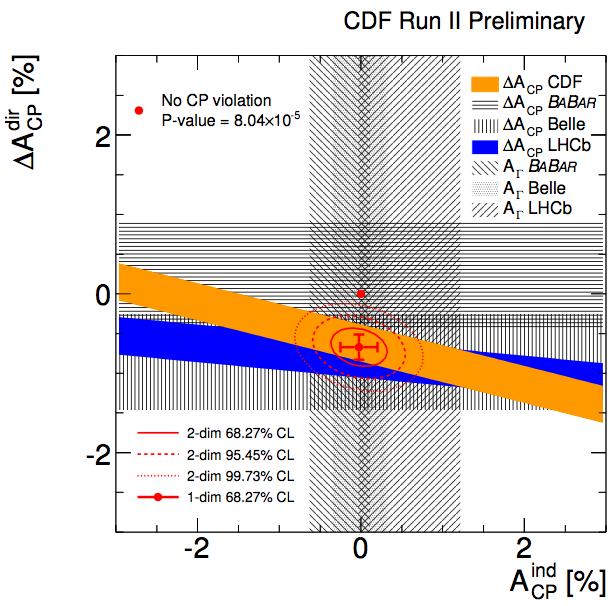 CDF Run II Preliminary
ΔA_CP^dir [%]
No CP violation
P-value = 8.04×10^-5
ΔA_CP CDF
ΔA_CP BABAR
ΔA_CP Belle
ΔA_CP LHCb
A_Γ BABAR
A_Γ Belle
A_Γ LHCb
2
0
-2
2-dim 68.27% CL
2-dim 95.45% CL
2-dim 99.73% CL
1-dim 68.27% CL
-2 0 2
A_CP^ind [%]